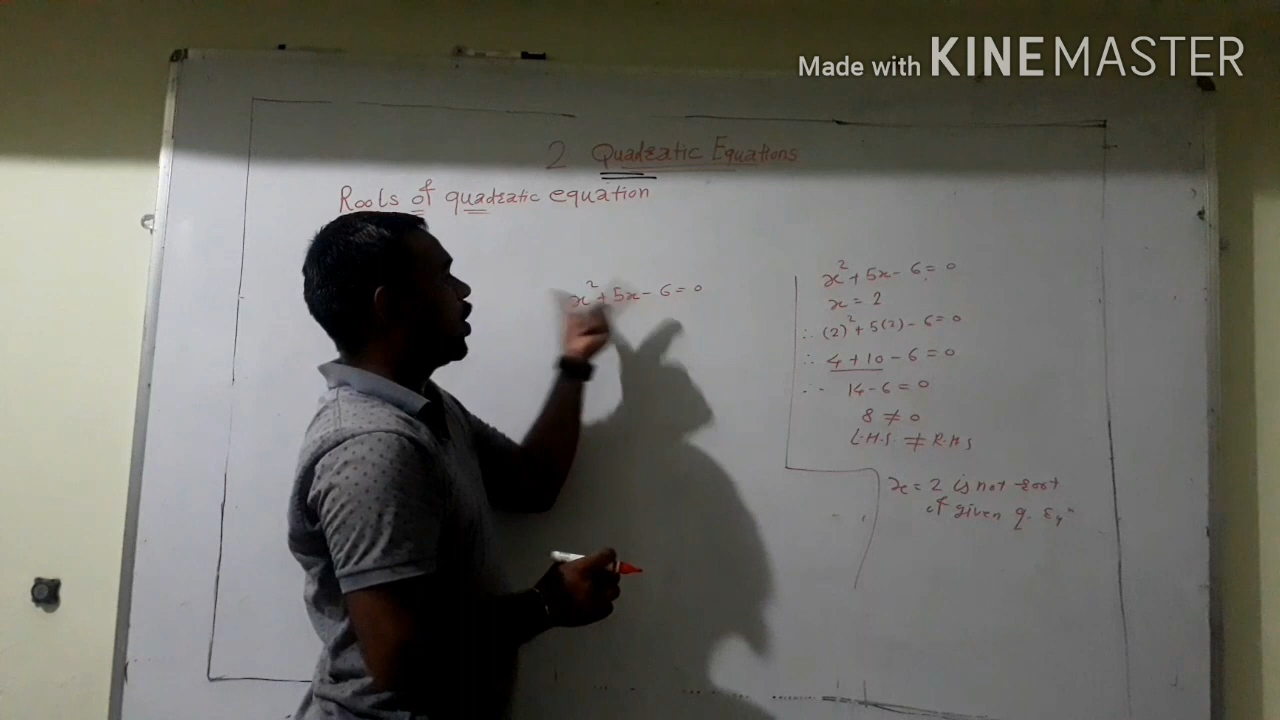 Made with KINEMASTER
2 Quadratic Equations
Roots of quadratic equation
x² + 5x - 6 = 0
x² + 5x - 6 = 0
x = 2
∴ (2)² + 5(2) - 6 = 0
∴ 4 + 10 - 6 = 0
∴ 14 - 6 = 0
8 ≠ 0
L.H.S. ≠ R.H.S
x = 2 is not root
of given q. Eqⁿ